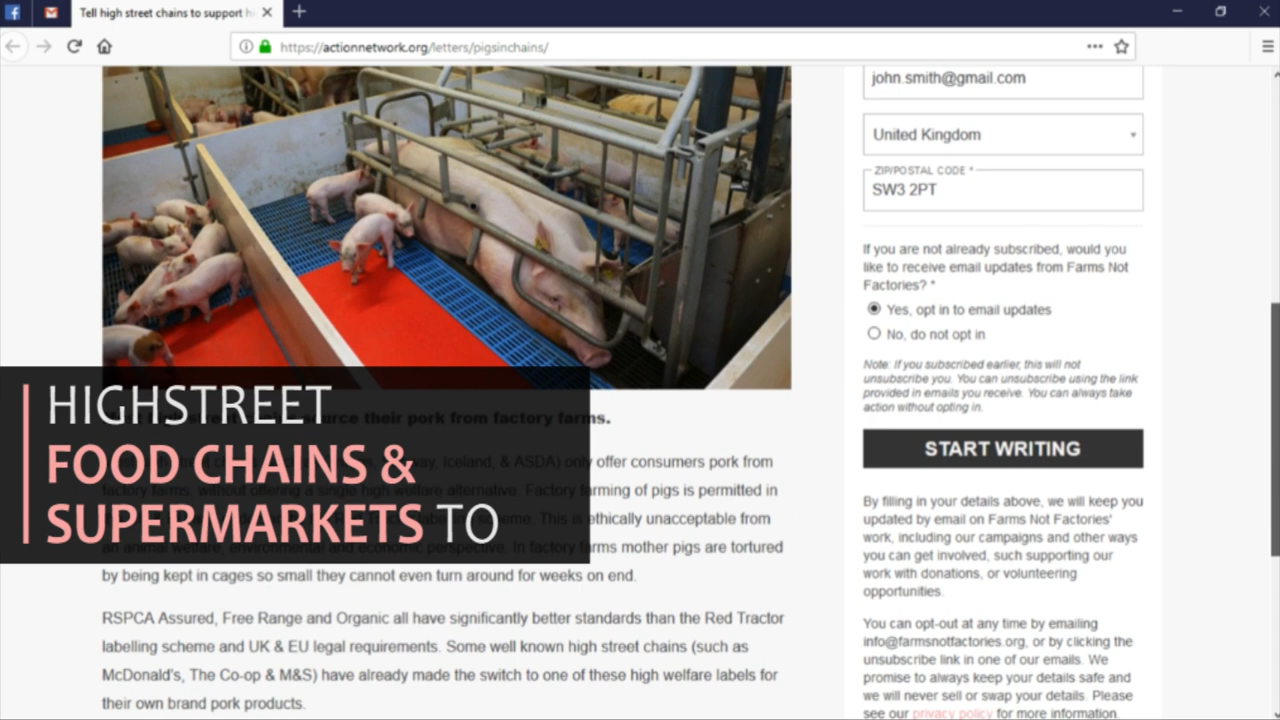 Tell high street chains to support h
https://actionnetwork.org/letters/pigsinchains/
john.smith@gmail.com
United Kingdom
ZIP/POSTAL CODE *
SW3 2PT
If you are not already subscribed, would you
like to receive email updates from Farms Not
Factories? *
Yes, opt in to email updates
No, do not opt in
Note: If you subscribed earlier, this will not
unsubscribe you. You can unsubscribe using the link
provided in emails you receive. You can always take
action without opting in.
START WRITING
By filling in your details above, we will keep you
updated by email on Farms Not Factories'
work, including our campaigns and other ways
you can get involved, such supporting our
work with donations, or volunteering
opportunities.
You can opt-out at any time by emailing
info@farmsnotfactories.org, or by clicking the
unsubscribe link in one of our emails. We
promise to always keep your details safe and
we will never sell or swap your details. Please
see our privacy policy for more information.
HIGHSTREET
FOOD CHAINS &
SUPERMARKETS TO
source their pork from factory farms.
Iceland, & ASDA) only offer consumers pork from
factory farms, without offering a single high welfare alternative. Factory farming of pigs is permitted in
This is ethically unacceptable from
an animal welfare, environmental and economic perspective. In factory farms mother pigs are tortured
by being kept in cages so small they cannot even turn around for weeks on end.
RSPCA Assured, Free Range and Organic all have significantly better standards than the Red Tractor
labelling scheme and UK & EU legal requirements. Some well known high street chains (such as
McDonald's, The Co-op & M&S) have already made the switch to one of these high welfare labels for
their own brand pork products.